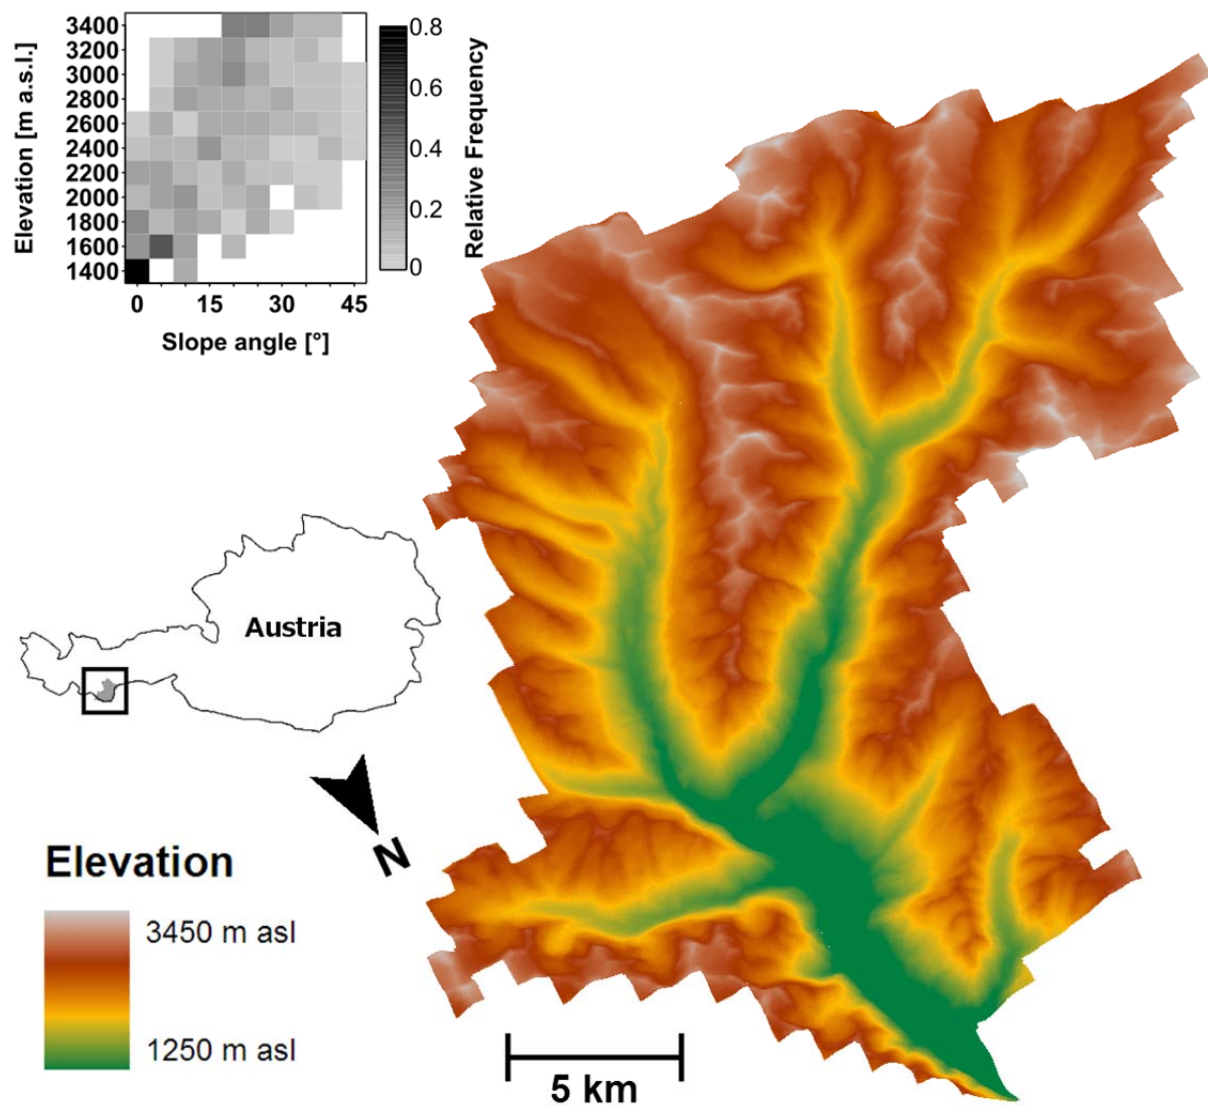 3400
3200
3000
2800
2600
2400
2200
2000
1800
1600
1400
Elevation [m a.s.l.]
0 15 30 45
Slope angle [°]
0.8
0.6
0.4
0.2
0
Relative Frequency
Austria
N
Elevation
3450 m asl
1250 m asl
5 km